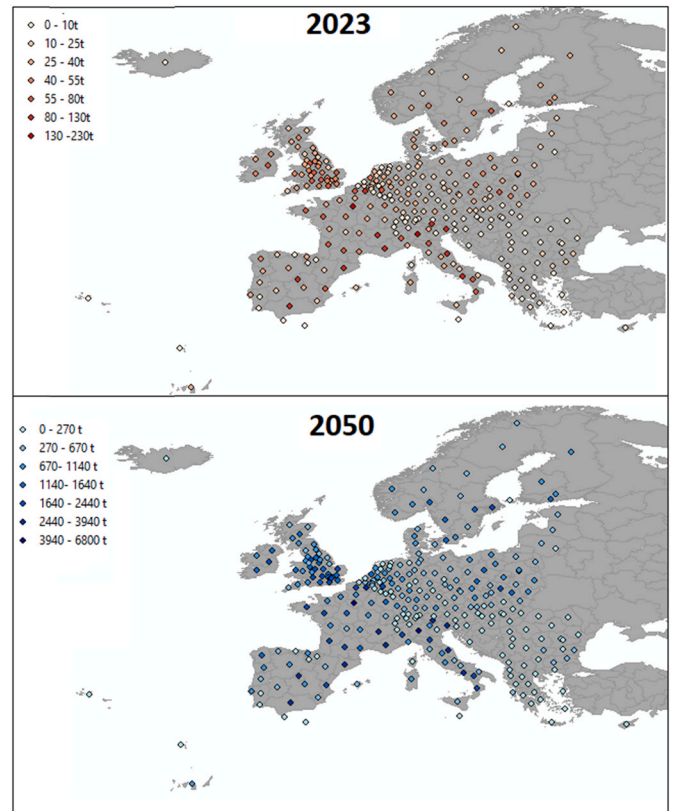 2023
0 - 10t
10 - 25t
25 - 40t
40 - 55t
55 - 80t
80 - 130t
130 -230t
2050
0 - 270 t
270 - 670 t
670- 1140 t
1140- 1640 t
1640 - 2440 t
2440 - 3940 t
3940 - 6800 t